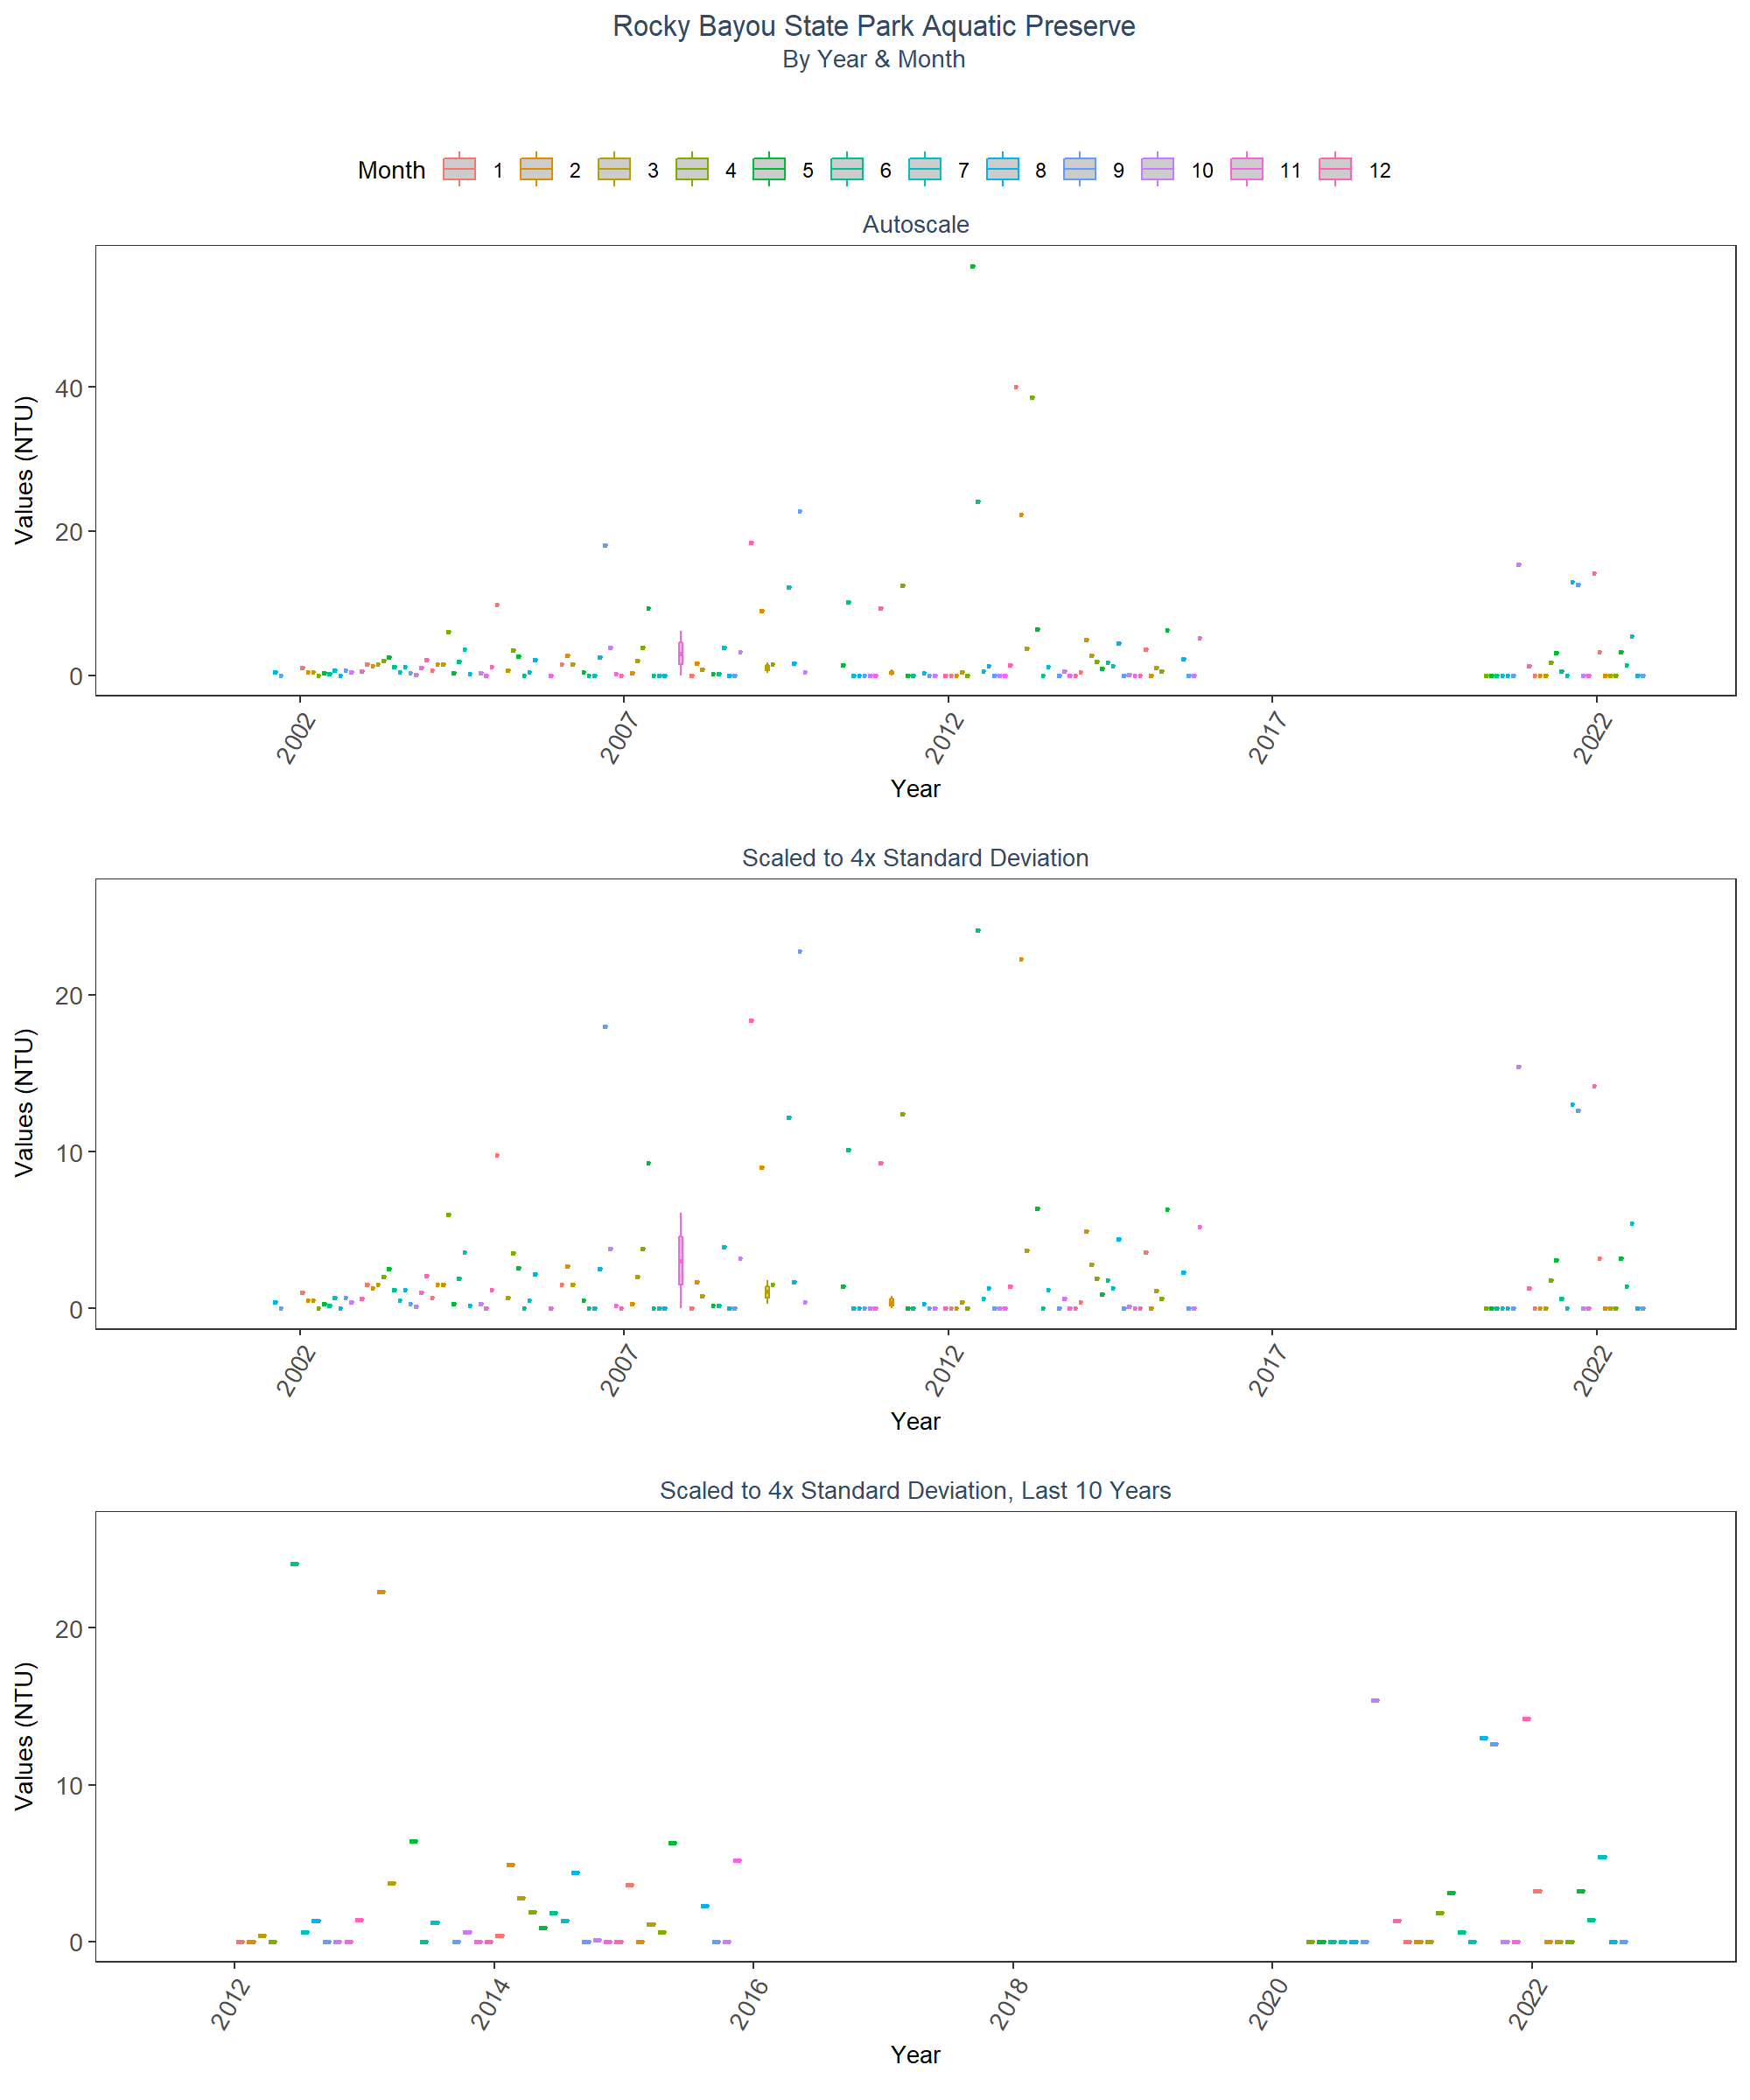 Rocky Bayou State Park Aquatic Preserve
By Year & Month
Month 1 2 3 4 5 6 7 8 9 10 11 12
Autoscale
Values (NTU)
40
20
0
2002 2007 2012 2017 2022
Year
Scaled to 4x Standard Deviation
Values (NTU)
20
10
0
2002 2007 2012 2017 2022
Year
Scaled to 4x Standard Deviation, Last 10 Years
Values (NTU)
20
10
0
2012 2014 2016 2018 2020 2022
Year